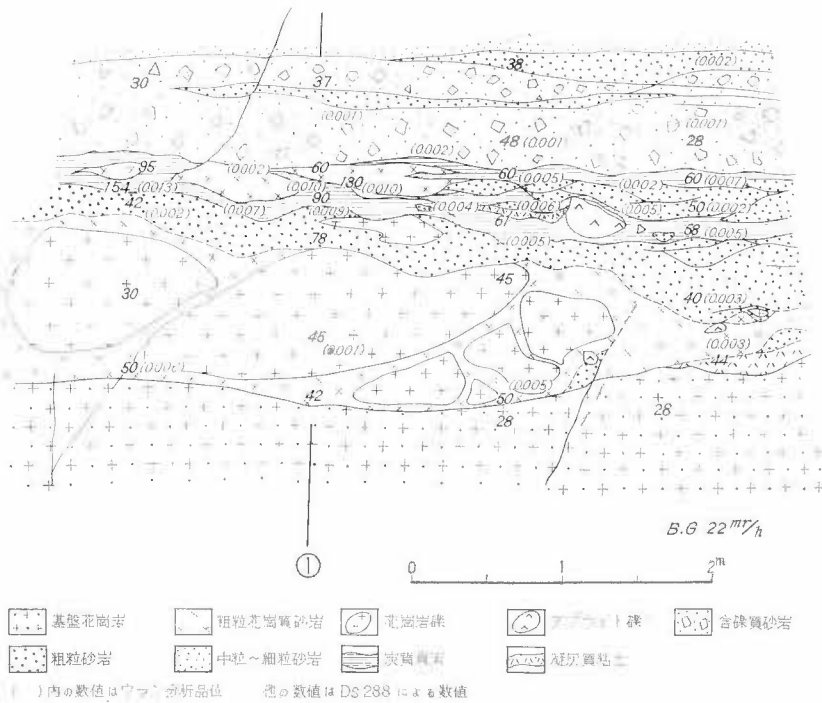 38 (0.002)
30 37
(0.001)
48 (0.001 (0.001)
28
(0.002)
95 (0.002) 60 60 (0.005) 60 (0.007)
154 (0.013) (0.010) 130 (0.010) (0.002)
42 90 50 (0.002)
(0.002) (0.007) (0.009) (0.004) (0.006) (0.005)
67
78 (0.005) 68 (0.005)
30 45 40 (0.003)
(0.003)
44
(0.001)
50
42 (0.005)
50
28 28
B.G 22 mr/h
①
0 1 2m
基盤花崗岩 粗粒花崗質砂岩 花崗岩礫 礫 含礫質砂岩
粗粒砂岩 中粒～細粒砂岩 炭質頁岩 凝灰質粘土
( )内の数値はウラン分析品位 他の数値はDS288による数値